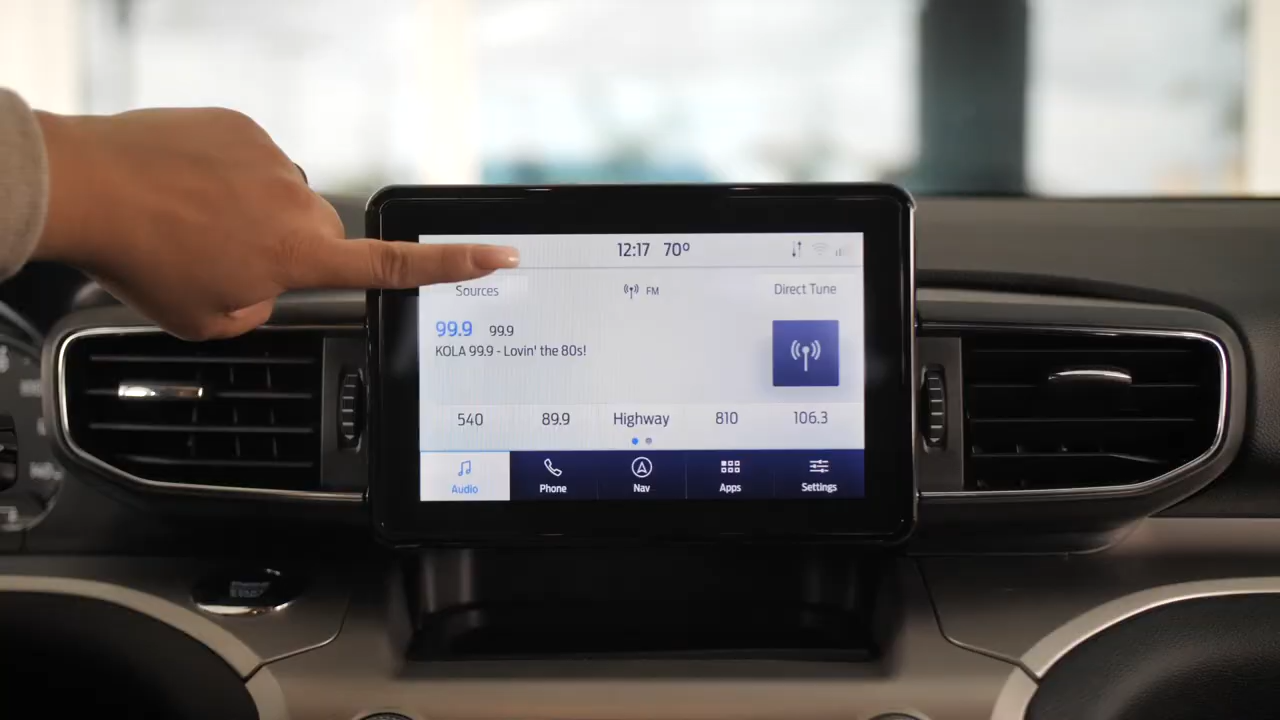 12:17 70°
Sources FM Direct Tune
99.9 99.9
KOLA 99.9 - Lovin' the 80s!
540 89.9 Highway 810 106.3
Audio Phone Nav Apps Settings